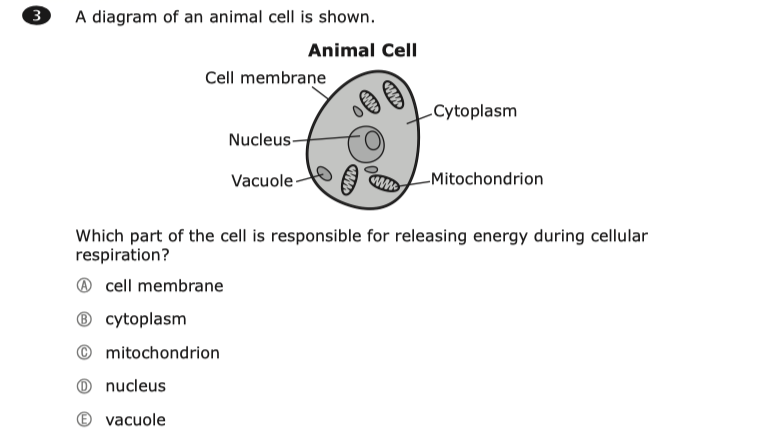 3 A diagram of an animal cell is shown.
Animal Cell
Cell membrane
Cytoplasm
Nucleus
Vacuole
Mitochondrion
Which part of the cell is responsible for releasing energy during cellular
respiration?
Ⓐ cell membrane
Ⓑ cytoplasm
Ⓒ mitochondrion
Ⓓ nucleus
Ⓔ vacuole